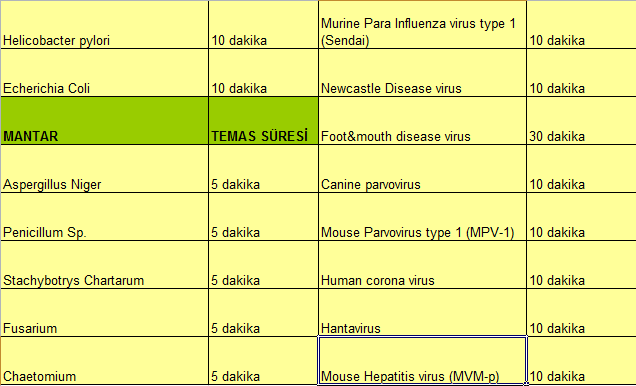 Helicobacter pylori 10 dakika Murine Para Influenza virus type 1
(Sendai) 10 dakika
Echerichia Coli 10 dakika Newcastle Disease virus 10 dakika
MANTAR TEMAS SÜRESİ Foot&mouth disease virus 30 dakika
Aspergillus Niger 5 dakika Canine parvovirus 10 dakika
Penicillum Sp. 5 dakika Mouse Parvovirus type 1 (MPV-1) 10 dakika
Stachybotrys Chartarum 5 dakika Human corona virus 10 dakika
Fusarium 5 dakika Hantavirus 10 dakika
Chaetomium 5 dakika Mouse Hepatitis virus (MVM-p) 10 dakika